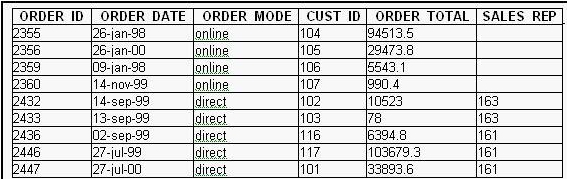 ORDER ID ORDER DATE ORDER MODE CUST ID ORDER TOTAL SALES REP
2355 26-jan-98 online 104 94513.5
2356 26-jan-00 online 105 29473.8
2359 09-jan-98 online 106 5543.1
2360 14-nov-99 online 107 990.4
2432 14-sep-99 direct 102 10523 163
2433 13-sep-99 direct 103 78 163
2436 02-sep-99 direct 116 6394.8 161
2446 27-jul-99 direct 117 103679.3 161
2447 27-jul-00 direct 101 33893.6 161